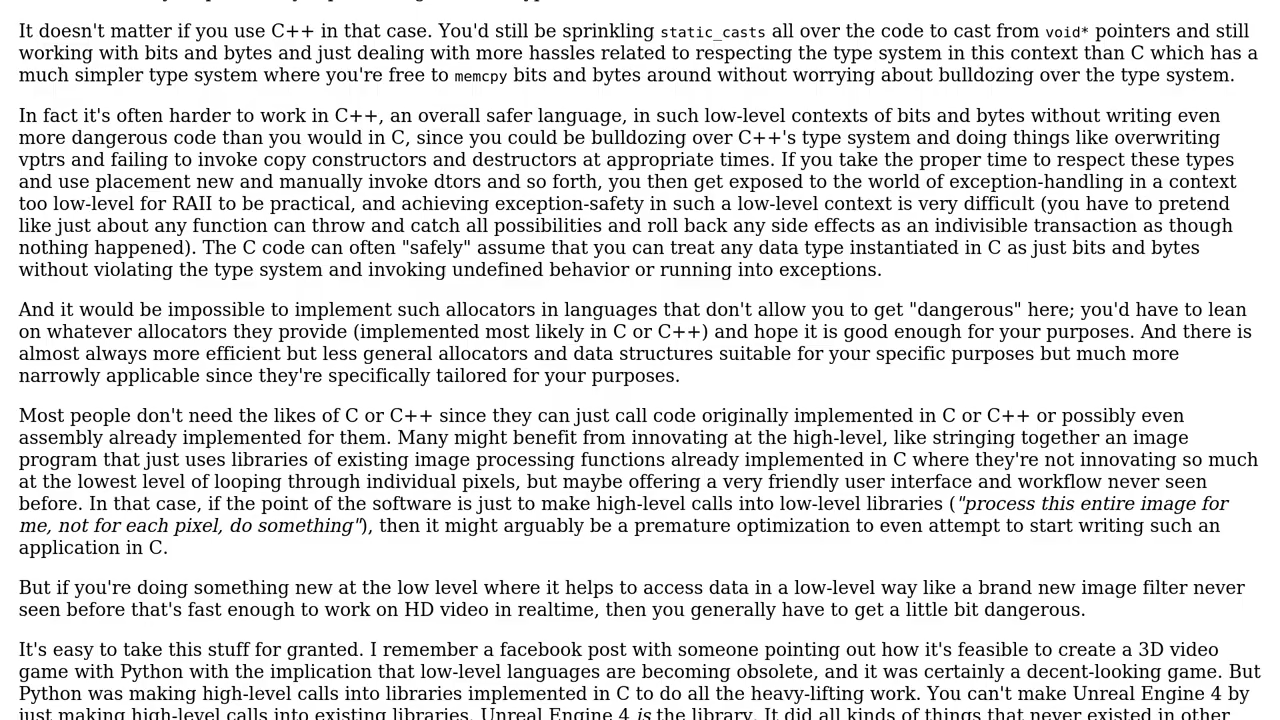 It doesn't matter if you use C++ in that case. You'd still be sprinkling static_casts all over the code to cast from void* pointers and still
working with bits and bytes and just dealing with more hassles related to respecting the type system in this context than C which has a
much simpler type system where you're free to memcpy bits and bytes around without worrying about bulldozing over the type system.
In fact it's often harder to work in C++, an overall safer language, in such low-level contexts of bits and bytes without writing even
more dangerous code than you would in C, since you could be bulldozing over C++'s type system and doing things like overwriting
vptrs and failing to invoke copy constructors and destructors at appropriate times. If you take the proper time to respect these types
and use placement new and manually invoke dtors and so forth, you then get exposed to the world of exception-handling in a context
too low-level for RAII to be practical, and achieving exception-safety in such a low-level context is very difficult (you have to pretend
like just about any function can throw and catch all possibilities and roll back any side effects as an indivisible transaction as though
nothing happened). The C code can often "safely" assume that you can treat any data type instantiated in C as just bits and bytes
without violating the type system and invoking undefined behavior or running into exceptions.
And it would be impossible to implement such allocators in languages that don't allow you to get "dangerous" here; you'd have to lean
on whatever allocators they provide (implemented most likely in C or C++) and hope it is good enough for your purposes. And there is
almost always more efficient but less general allocators and data structures suitable for your specific purposes but much more
narrowly applicable since they're specifically tailored for your purposes.
Most people don't need the likes of C or C++ since they can just call code originally implemented in C or C++ or possibly even
assembly already implemented for them. Many might benefit from innovating at the high-level, like stringing together an image
program that just uses libraries of existing image processing functions already implemented in C where they're not innovating so much
at the lowest level of looping through individual pixels, but maybe offering a very friendly user interface and workflow never seen
before. In that case, if the point of the software is just to make high-level calls into low-level libraries ("process this entire image for
me, not for each pixel, do something"), then it might arguably be a premature optimization to even attempt to start writing such an
application in C.
But if you're doing something new at the low level where it helps to access data in a low-level way like a brand new image filter never
seen before that's fast enough to work on HD video in realtime, then you generally have to get a little bit dangerous.
It's easy to take this stuff for granted. I remember a facebook post with someone pointing out how it's feasible to create a 3D video
game with Python with the implication that low-level languages are becoming obsolete, and it was certainly a decent-looking game. But
Python was making high-level calls into libraries implemented in C to do all the heavy-lifting work. You can't make Unreal Engine 4 by
just making high-level calls into existing libraries. Unreal Engine 4 is the library. It did all kinds of things that never existed in other